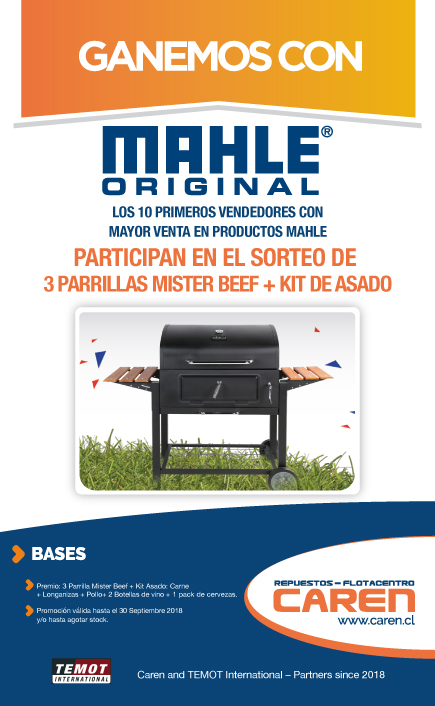 GANEMOS CON
MAHLE®
ORIGINAL
LOS 10 PRIMEROS VENDEDORES CON
MAYOR VENTA EN PRODUCTOS MAHLE
PARTICIPAN EN EL SORTEO DE
3 PARRILLAS MISTER BEEF + KIT DE ASADO
BASES
Premio: 3 Parrilla Mister Beef + Kit Asado: Carne
+ Longanizas + Pollo+ 2 Botellas de vino + 1 pack de cervezas.
Promoción válida hasta el 30 Septiembre 2018
y/o hasta agotar stock.
REPUESTOS – FLOTACENTRO
CAREN
www.caren.cl
TEMOT
INTERNATIONAL
Caren and TEMOT International – Partners since 2018